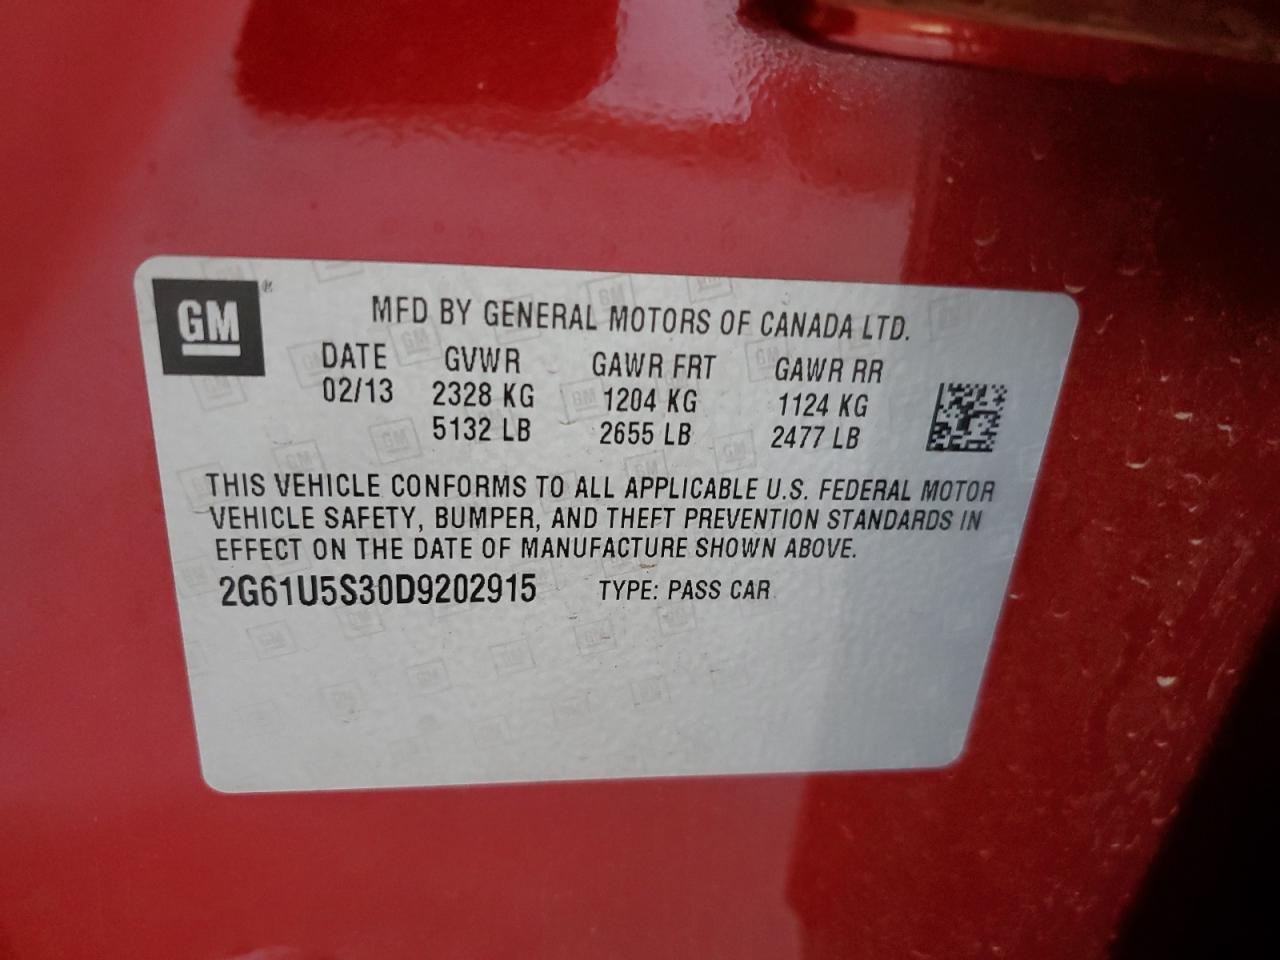 GM®
MFD BY GENERAL MOTORS OF CANADA LTD.
DATE GVWR GAWR FRT GAWR RR
02/13 2328 KG 1204 KG 1124 KG
5132 LB 2655 LB 2477 LB
THIS VEHICLE CONFORMS TO ALL APPLICABLE U.S. FEDERAL MOTOR
VEHICLE SAFETY, BUMPER, AND THEFT PREVENTION STANDARDS IN
EFFECT ON THE DATE OF MANUFACTURE SHOWN ABOVE.
2G61U5S30D9202915 TYPE: PASS CAR